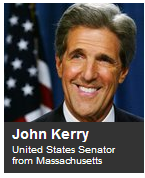 John Kerry
United States Senator
from Massachusetts